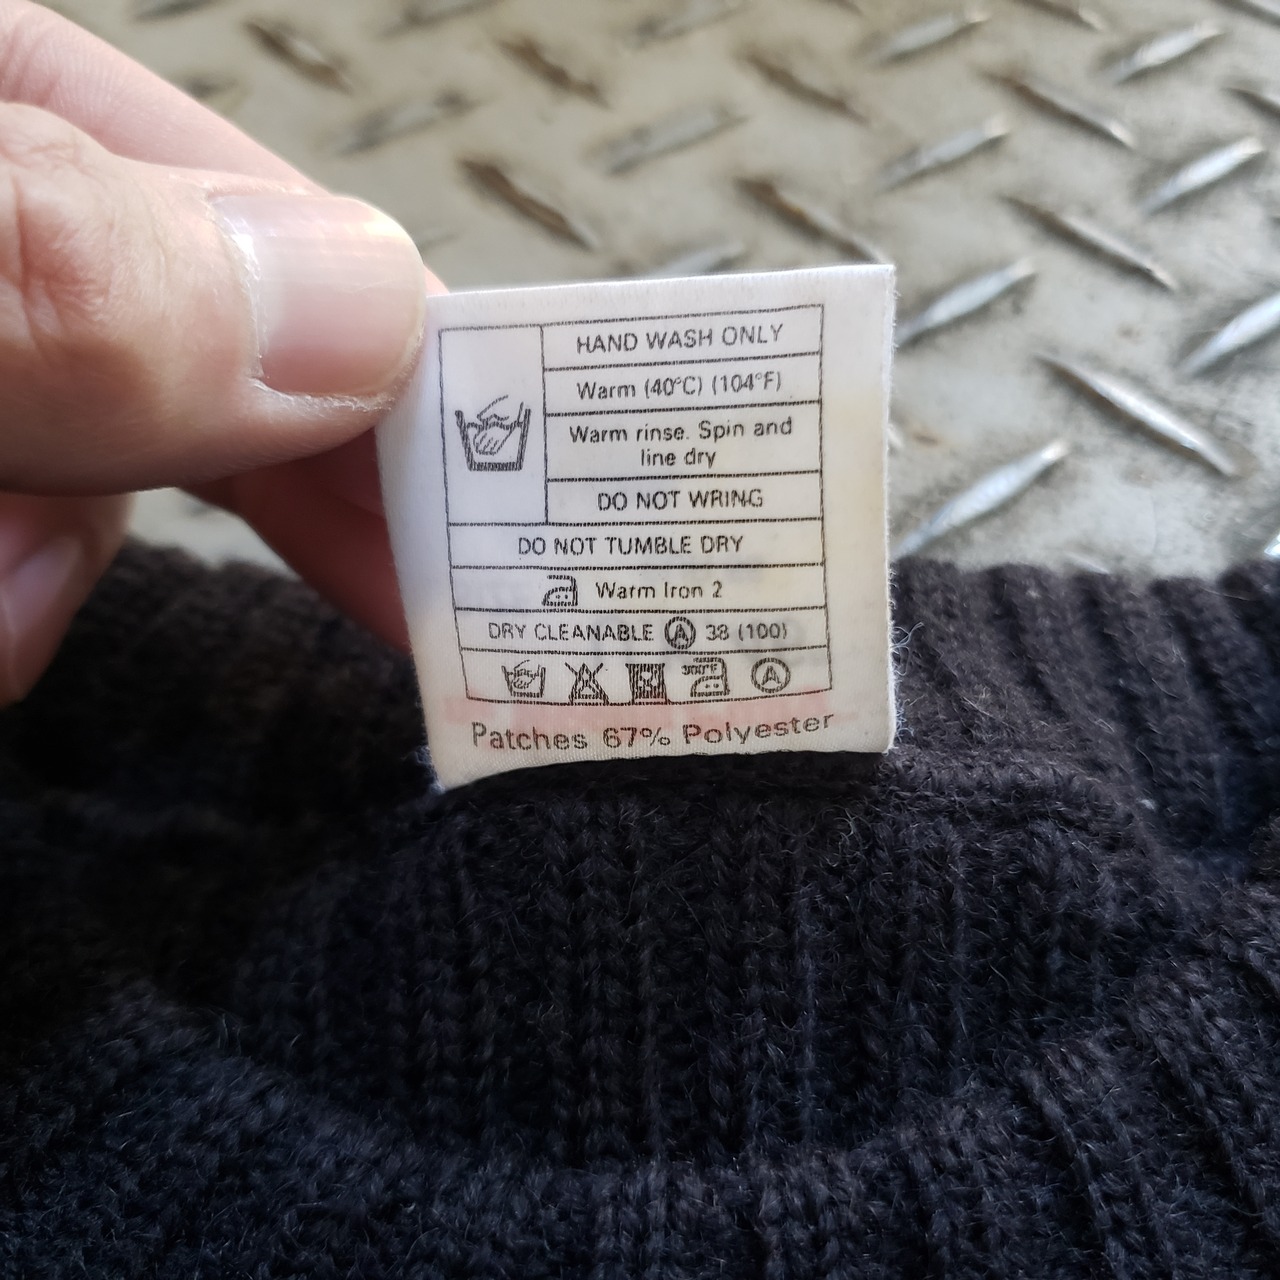 HAND WASH ONLY
Warm (40°C) (104°F)
Warm rinse. Spin and
line dry
DO NOT WRING
DO NOT TUMBLE DRY
Warm Iron 2
DRY CLEANABLE Ⓐ 38 (100)
300°F Ⓐ
Patches 67% Polyester